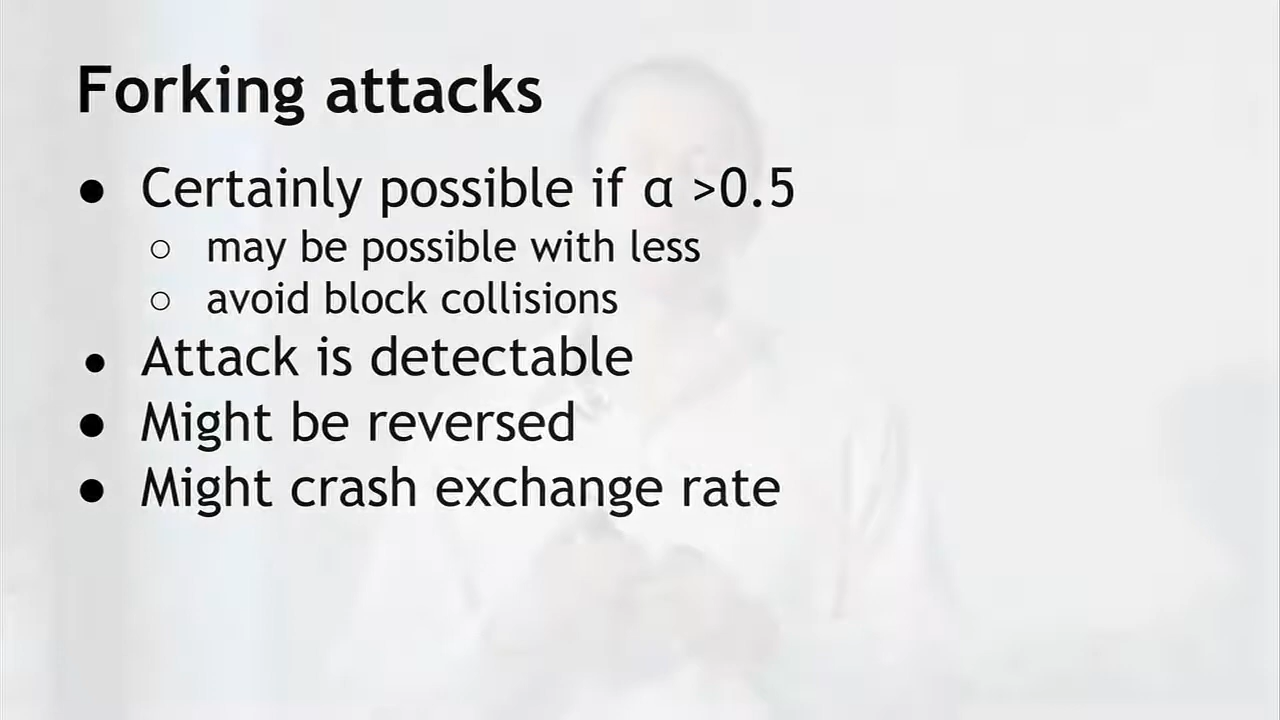 Forking attacks
● Certainly possible if α >0.5
○ may be possible with less
○ avoid block collisions
● Attack is detectable
● Might be reversed
● Might crash exchange rate